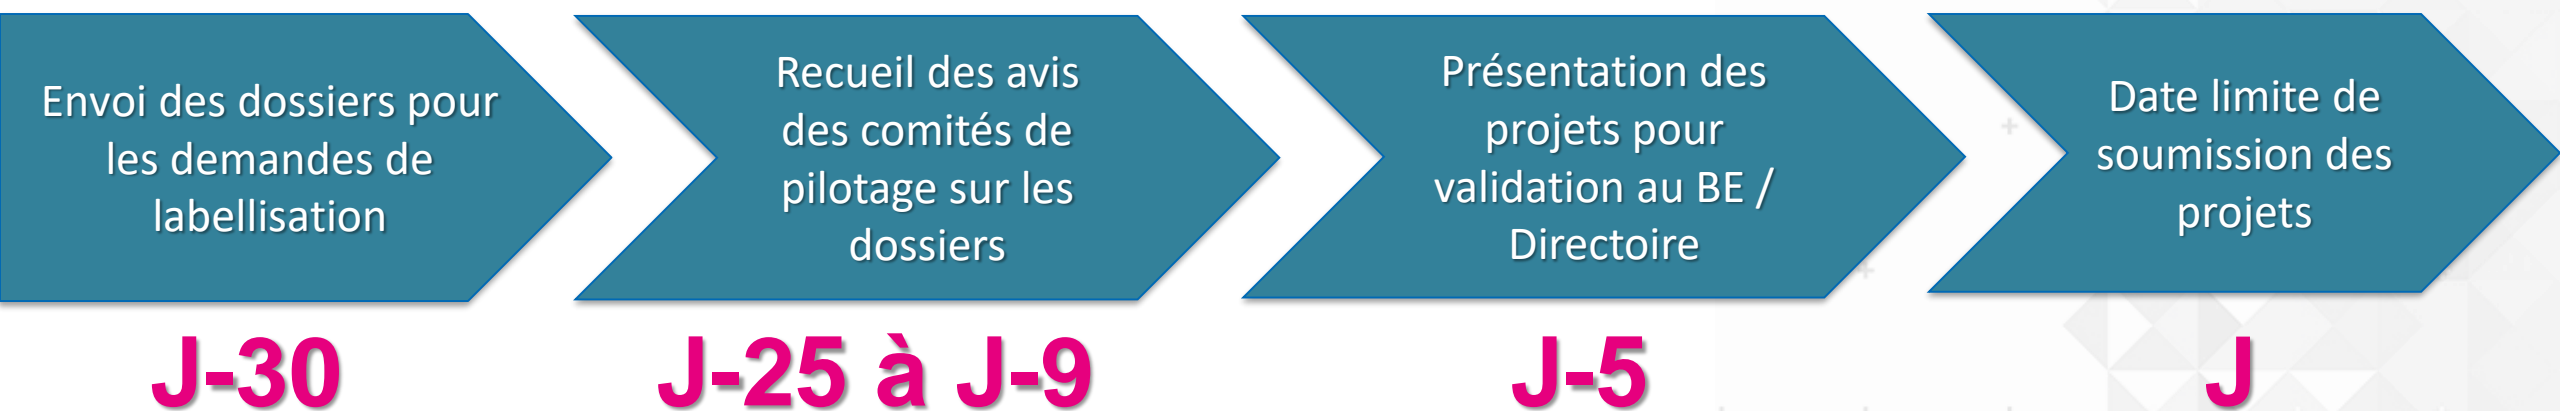 Envoi des dossiers pour
les demandes de
labellisation
Recueil des avis
des comités de
pilotage sur les
dossiers
Présentation des
projets pour
validation au BE /
Directoire
Date limite de
soumission des
projets
J-30
J-25 à J-9
J-5
J